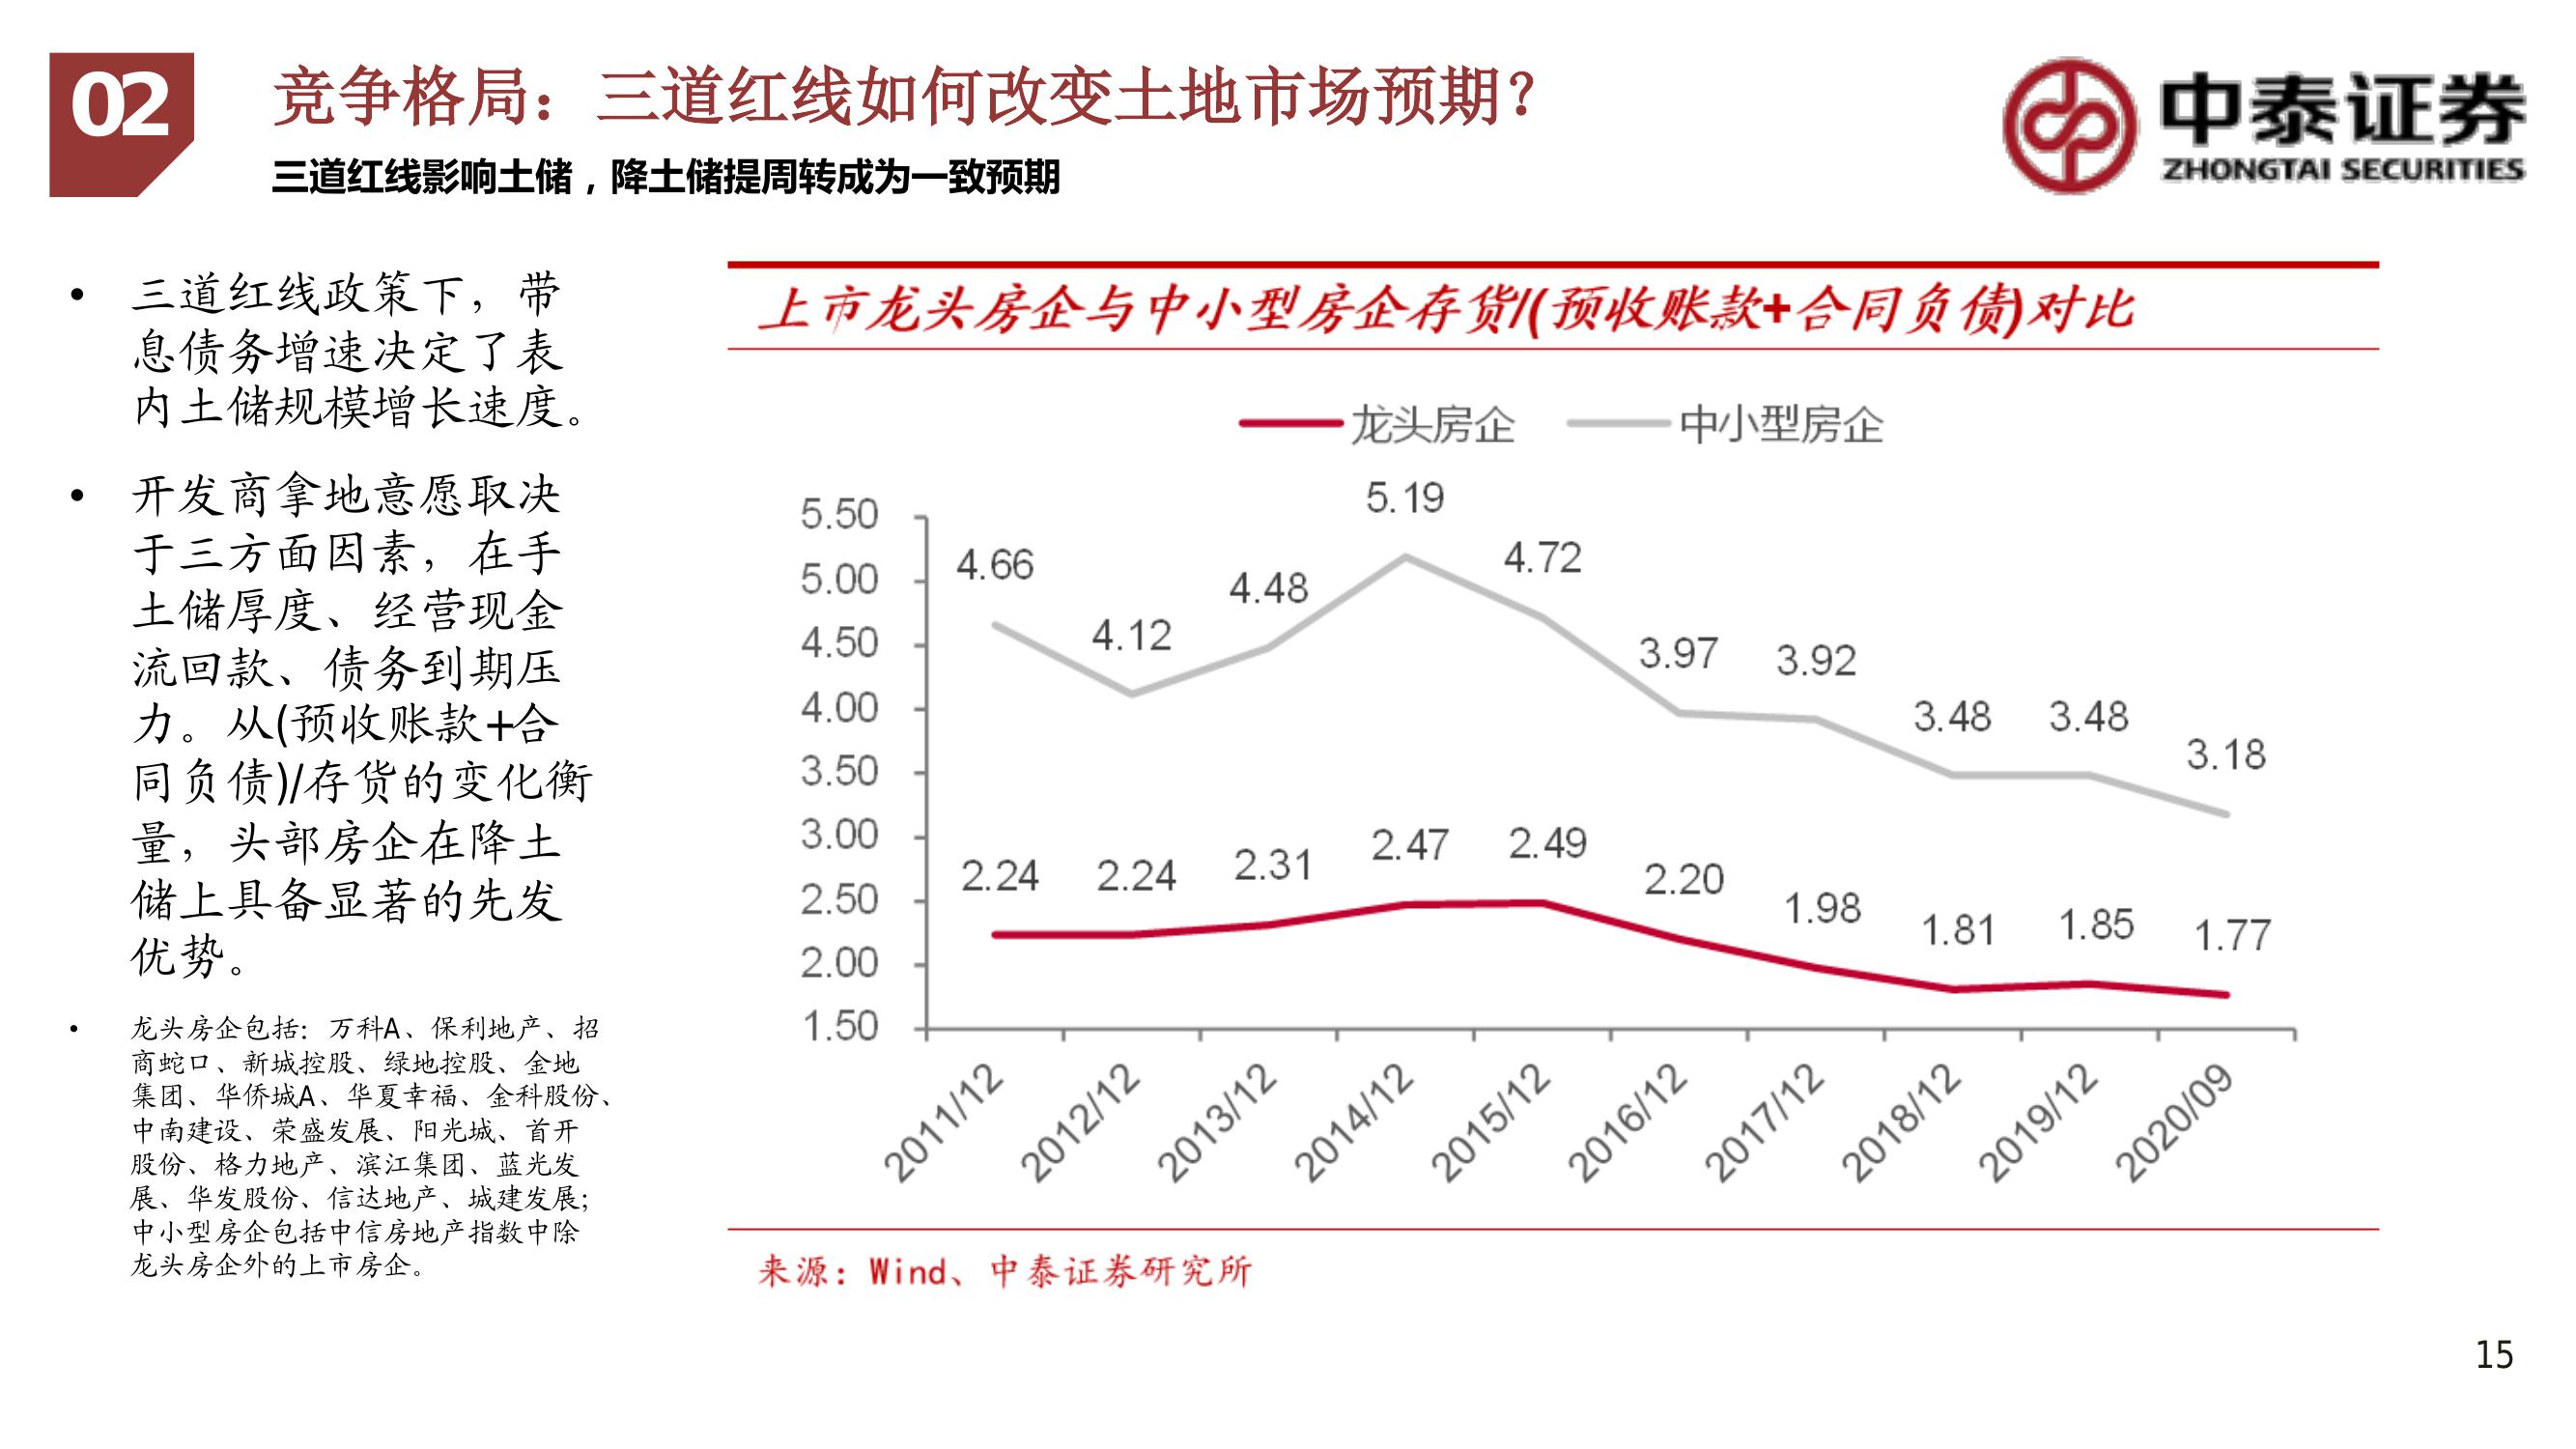 02
竞争格局：三道红线如何改变土地市场预期？
三道红线影响土储，降土储提周转成为一致预期
中泰证券
ZHONGTAI SECURITIES
• 三道红线政策下，带
息债务增速决定了表
内土储规模增长速度。
• 开发商拿地意愿取决
于三方面因素，在手
土储厚度、经营现金
流回款、债务到期压
力。从(预收账款+合
同负债)/存货的变化衡
量，头部房企在降土
储上具备显著的先发
优势。
• 龙头房企包括：万科A、保利地产、招
商蛇口、新城控股、绿地控股、金地
集团、华侨城A、华夏幸福、金科股份、
中南建设、荣盛发展、阳光城、首开
股份、格力地产、滨江集团、蓝光发
展、华发股份、信达地产、城建发展；
中小型房企包括中信房地产指数中除
龙头房企外的上市房企。
上市龙头房企与中小型房企存货/(预收账款+合同负债)对比
龙头房企 中小型房企
5.50
5.00
4.50
4.00
3.50
3.00
2.50
2.00
1.50
4.66 4.12 4.48 5.19 4.72 3.97 3.92 3.48 3.48 3.18
2.24 2.24 2.31 2.47 2.49 2.20 1.98 1.81 1.85 1.77
2011/12 2012/12 2013/12 2014/12 2015/12 2016/12 2017/12 2018/12 2019/12 2020/09
来源：Wind、中泰证券研究所
15